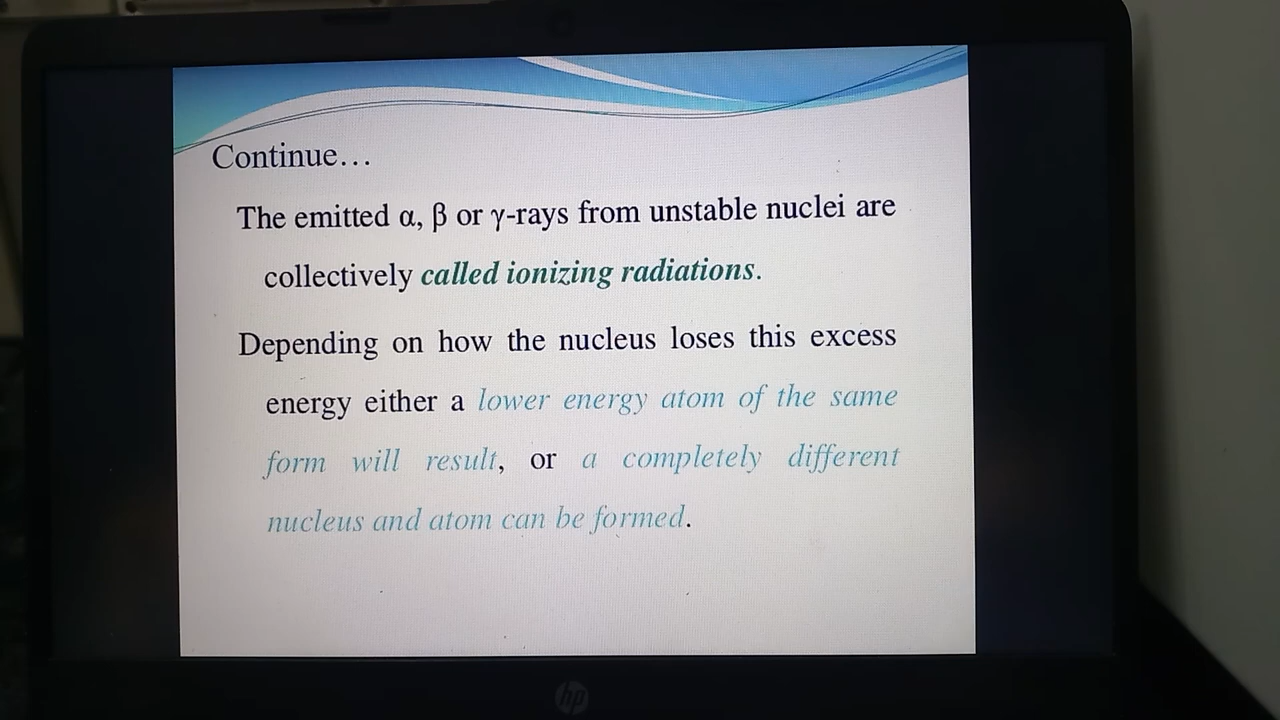 Continue...
The emitted α, β or γ-rays from unstable nuclei are
collectively called ionizing radiations.
Depending on how the nucleus loses this excess
energy either a lower energy atom of the same
form will result, or a completely different
nucleus and atom can be formed.
hp